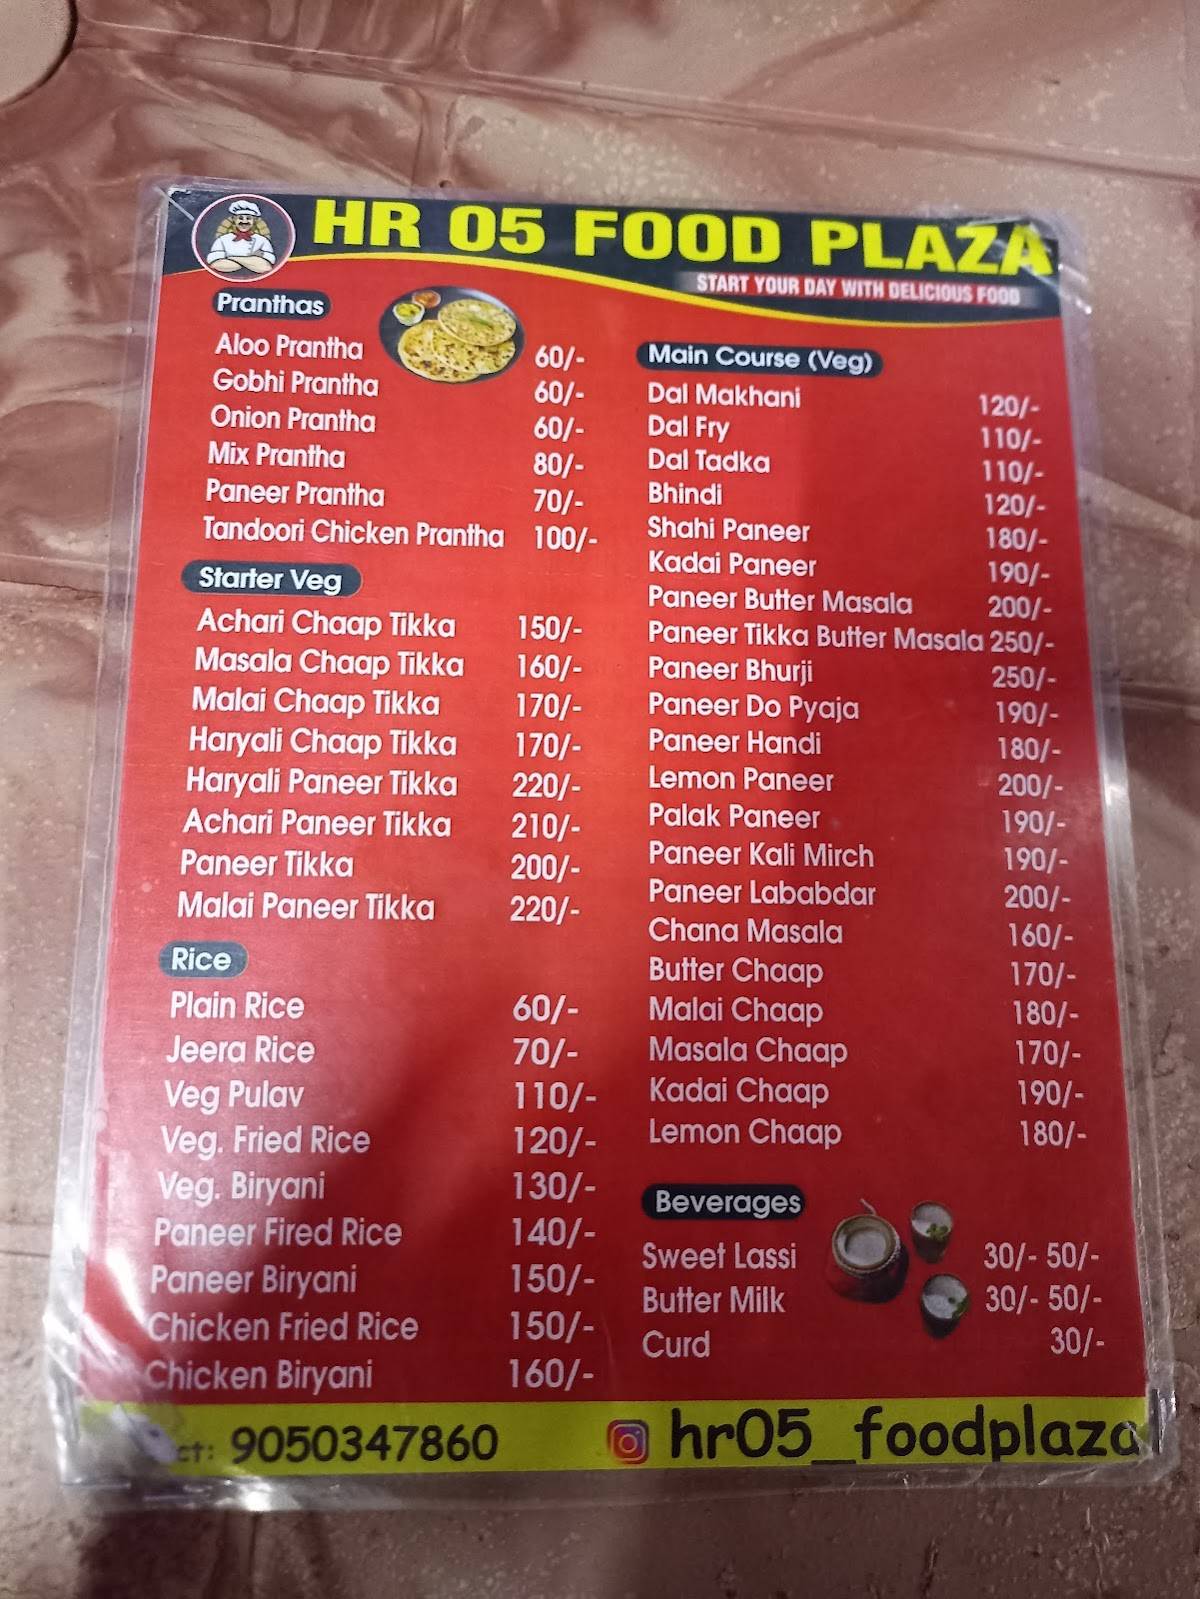 HR 05 FOOD PLAZA
START YOUR DAY WITH DELICIOUS FOOD
Pranthas
Aloo Prantha 60/-
Gobhi Prantha 60/-
Onion Prantha 60/-
Mix Prantha 80/-
Paneer Prantha 70/-
Tandoori Chicken Prantha 100/-
Starter Veg
Achari Chaap Tikka 150/-
Masala Chaap Tikka 160/-
Malai Chaap Tikka 170/-
Haryali Chaap Tikka 170/-
Haryali Paneer Tikka 220/-
Achari Paneer Tikka 210/-
Paneer Tikka 200/-
Malai Paneer Tikka 220/-
Rice
Plain Rice 60/-
Jeera Rice 70/-
Veg Pulav 110/-
Veg. Fried Rice 120/-
Veg. Biryani 130/-
Paneer Fired Rice 140/-
Paneer Biryani 150/-
Chicken Fried Rice 150/-
Chicken Biryani 160/-
Main Course (Veg)
Dal Makhani 120/-
Dal Fry 110/-
Dal Tadka 110/-
Bhindi 120/-
Shahi Paneer 180/-
Kadai Paneer 190/-
Paneer Butter Masala 200/-
Paneer Tikka Butter Masala 250/-
Paneer Bhurji 250/-
Paneer Do Pyaja 190/-
Paneer Handi 180/-
Lemon Paneer 200/-
Palak Paneer 190/-
Paneer Kali Mirch 190/-
Paneer Lababdar 200/-
Chana Masala 160/-
Butter Chaap 170/-
Malai Chaap 180/-
Masala Chaap 170/-
Kadai Chaap 190/-
Lemon Chaap 180/-
Beverages
Sweet Lassi 30/- 50/-
Butter Milk 30/- 50/-
Curd 30/-
9050347860
hr05_foodplaza